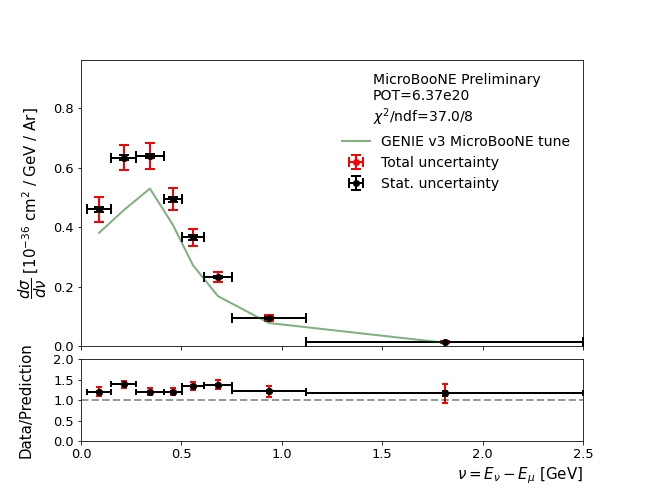 MicroBooNE Preliminary
POT=6.37e20
χ²/ndf=37.0/8
GENIE v3 MicroBooNE tune
Total uncertainty
Stat. uncertainty
dσ/dν [10⁻³⁶ cm² / GeV / Ar]
0.8
0.6
0.4
0.2
0.0
Data/Prediction
2.0
1.5
1.0
0.5
0.0
0.0 0.5 1.0 1.5 2.0 2.5
ν = Eν − Eμ [GeV]